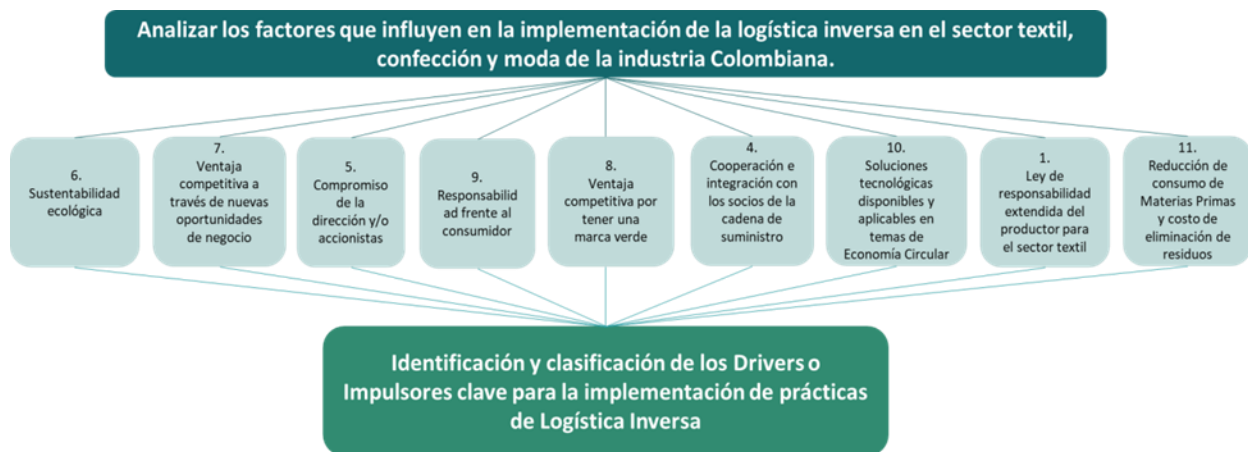 Analizar los factores que influyen en la implementación de la logística inversa en el sector textil,
confección y moda de la industria Colombiana.
6.
Sustentabilidad
ecológica
7.
Ventaja
competitiva a
través de nuevas
oportunidades
de negocio
5.
Compromiso
de la
dirección y/o
accionistas
9.
Responsabilid
ad frente al
consumidor
8.
Ventaja
competitiva por
tener una
marca verde
4.
Cooperación e
integración con
los socios de la
cadena de
suministro
10.
Soluciones
tecnológicas
disponibles y
aplicables en
temas de
Economía Circular
1.
Ley de
responsabilidad
extendida del
productor para
el sector textil
11.
Reducción de
consumo de
Materias Primas
y costo de
eliminación de
residuos
Identificación y clasificación de los Drivers o
Impulsores clave para la implementación de prácticas
de Logística Inversa